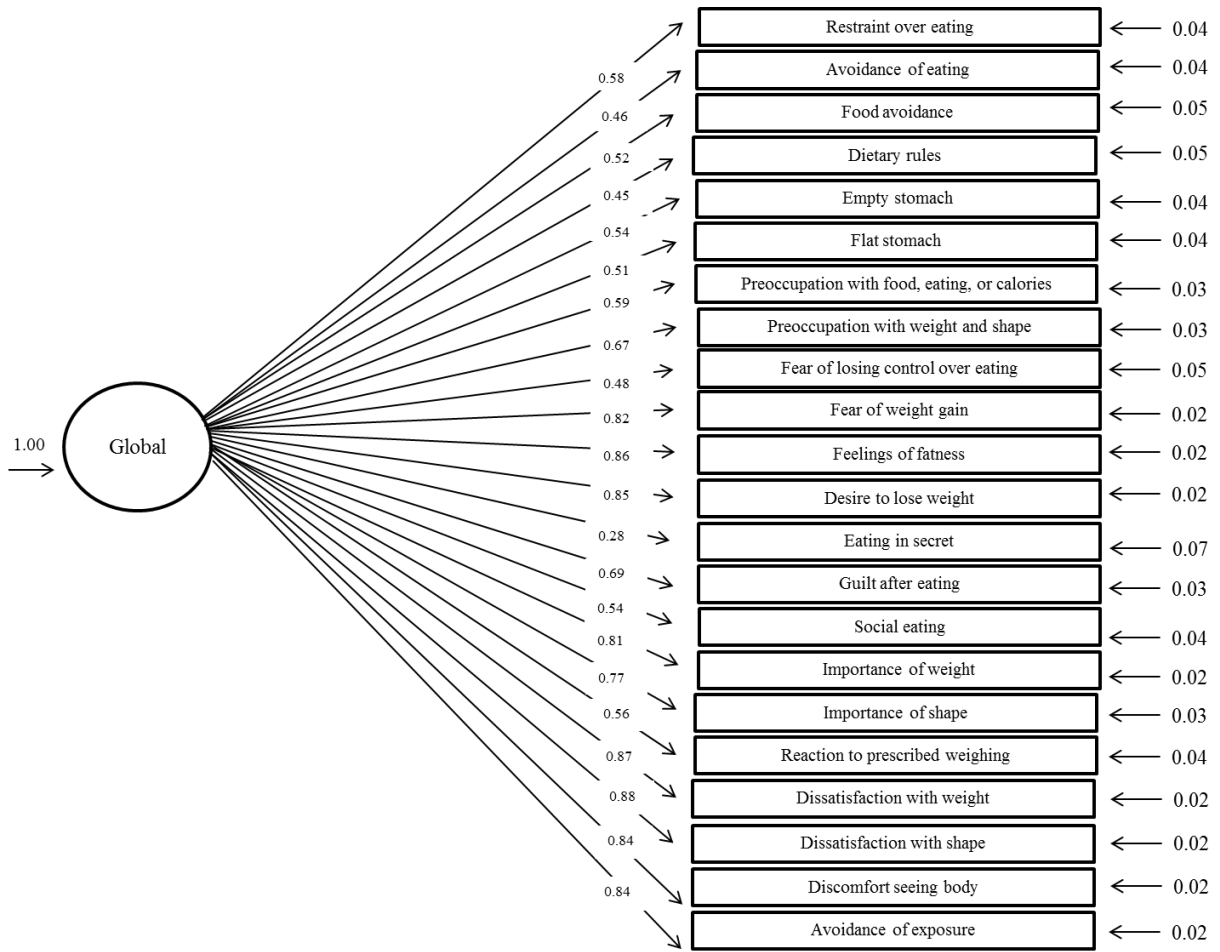 Restraint over eating
0.04
Avoidance of eating
0.04
0.58
Food avoidance
0.05
0.46
Dietary rules
0.05
0.52
Empty stomach
0.04
0.45
Flat stomach
0.04
0.54
0.51
Preoccupation with food, eating, or calories
0.03
0.59
Preoccupation with weight and shape
0.03
0.67
Fear of losing control over eating
0.05
0.48
Fear of weight gain
0.02
0.82
1.00
Global
Feelings of fatness
0.02
0.86
Desire to lose weight
0.02
0.85
Eating in secret
0.07
0.28
Guilt after eating
0.03
0.69
Social eating
0.04
0.54
0.81
Importance of weight
0.02
0.77
Importance of shape
0.03
0.56
Reaction to prescribed weighing
0.04
0.87
Dissatisfaction with weight
0.02
0.88
Dissatisfaction with shape
0.02
0.84
Discomfort seeing body
0.02
0.84
Avoidance of exposure
0.02